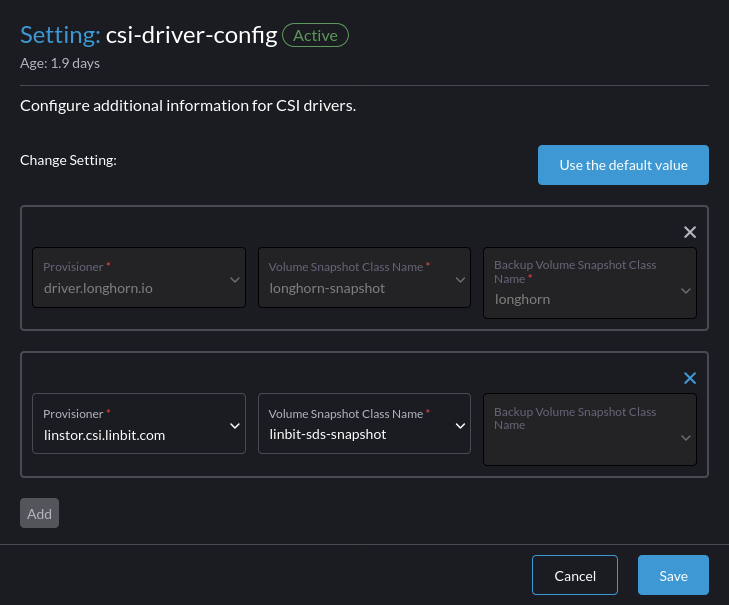 Setting: csi-driver-config Active
Age: 1.9 days
Configure additional information for CSI drivers.
Change Setting:
Use the default value
Provisioner *
driver.longhorn.io
Volume Snapshot Class Name *
longhorn-snapshot
Backup Volume Snapshot Class
Name *
longhorn
Provisioner *
linstor.csi.linbit.com
Volume Snapshot Class Name *
linbit-sds-snapshot
Backup Volume Snapshot Class
Name
Add
Cancel
Save